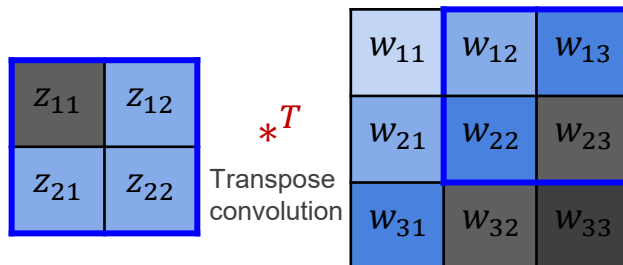 w₁₁ w₁₂ w₁₃
z₁₁ z₁₂
w₂₁ w₂₂ w₂₃
*ᵀ
z₂₁ z₂₂
Transpose
convolution
w₃₁ w₃₂ w₃₃